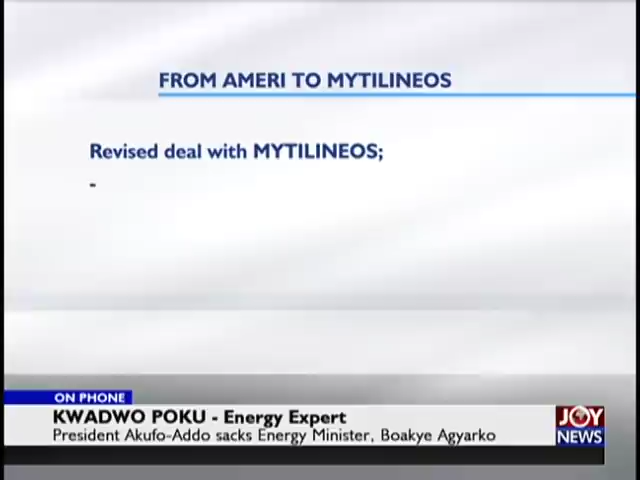 FROM AMERI TO MYTILINEOS
Revised deal with MYTILINEOS;
-
ON PHONE
KWADWO POKU - Energy Expert
President Akufo-Addo sacks Energy Minister, Boakye Agyarko
JOY
NEWS